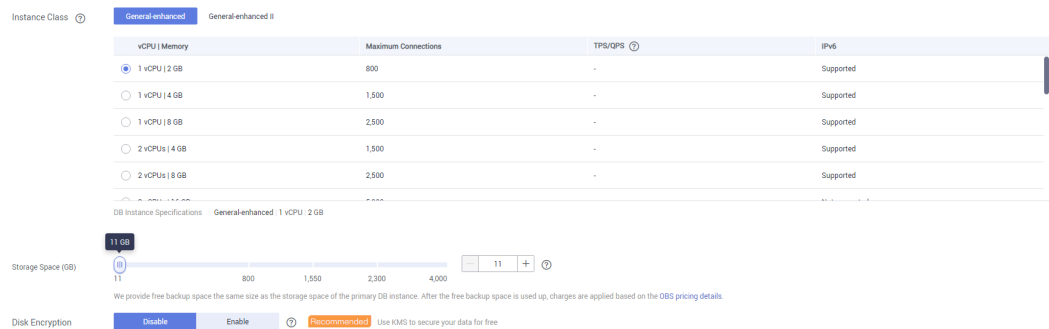 Instance Class General-enhanced General-enhanced II
vCPU | Memory Maximum Connections TPS/QPS IPv6
1 vCPU | 2 GB 800 - Supported
1 vCPU | 4 GB 1,500 - Supported
1 vCPU | 8 GB 2,500 - Supported
2 vCPUs | 4 GB 1,500 - Supported
2 vCPUs | 8 GB 2,500 - Supported
DB Instance Specifications General-enhanced | 1 vCPU | 2 GB
11 GB
Storage Space (GB) 11
11 800 1,550 2,300 4,000
We provide free backup space the same size as the storage space of the primary DB instance. After the free backup space is used up, charges are applied based on the OBS pricing details.
Disk Encryption Disable Enable Recommended Use KMS to secure your data for free